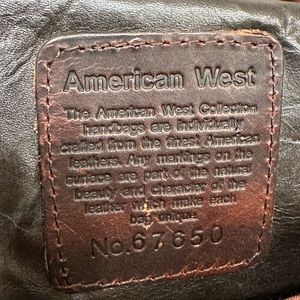 American West
The American West Collection
handbags are individually
crafted from the finest American
leathers. Any markings on the
surface are part of the natural
beauty and character of the
leather which make each
bag unique.
No. 67650